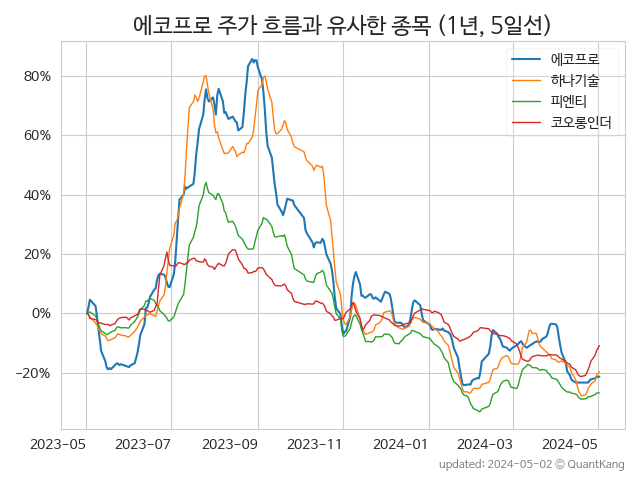 에코프로 주가 흐름과 유사한 종목 (1년, 5일선)
에코프로
하나기술
피엔티
코오롱인더
80%
60%
40%
20%
0%
−20%
2023-05 2023-07 2023-09 2023-11 2024-01 2024-03 2024-05
updated: 2024-05-02 © QuantKang